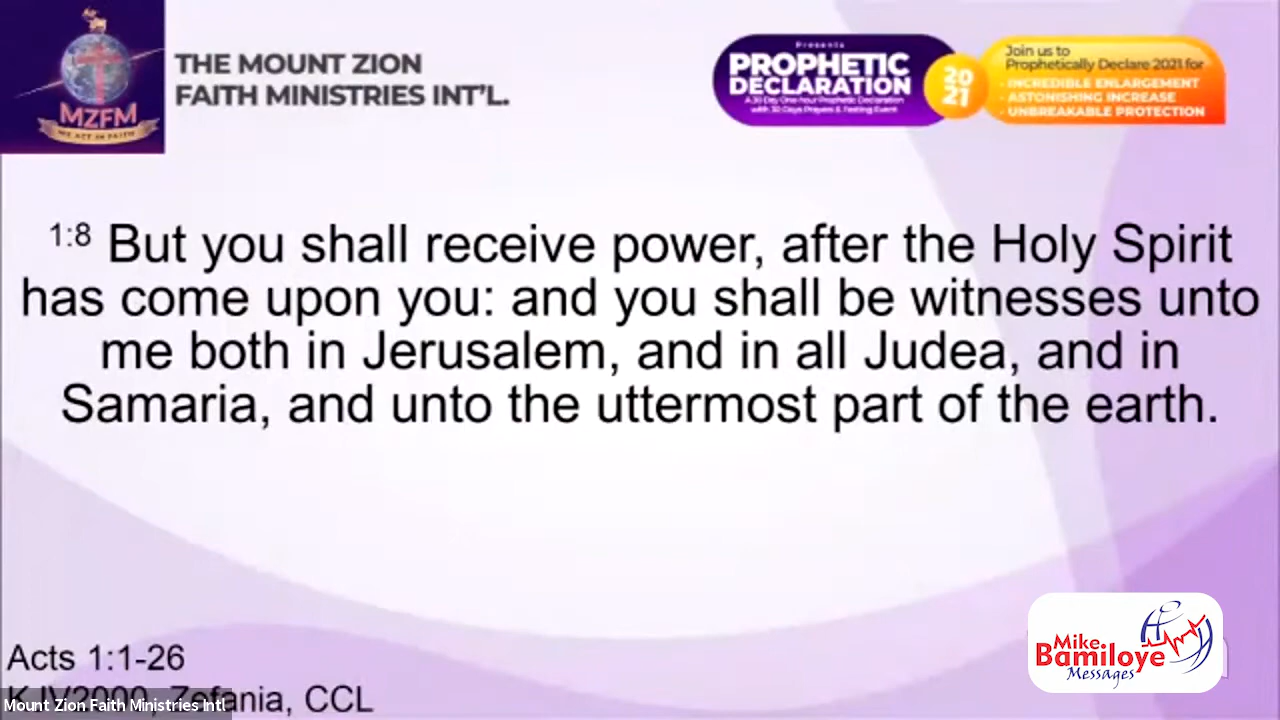 MZFM
WE ACT IN FAITH
THE MOUNT ZION
FAITH MINISTRIES INT'L.
Presents
PROPHETIC
DECLARATION
A 30 Day One-hour Prophetic Declaration
with 30 Days Prayers & Fasting Event
20
21
Join us to
Prophetically Declare 2021 for
- INCREDIBLE ENLARGEMENT
- ASTONISHING INCREASE
- UNBREAKABLE PROTECTION
1:8 But you shall receive power, after the Holy Spirit
has come upon you: and you shall be witnesses unto
me both in Jerusalem, and in all Judea, and in
Samaria, and unto the uttermost part of the earth.
Acts 1:1-26
KJV2000, Zefania, CCL
Mount Zion Faith Ministries Intl
Mike
Bamiloye
Messages